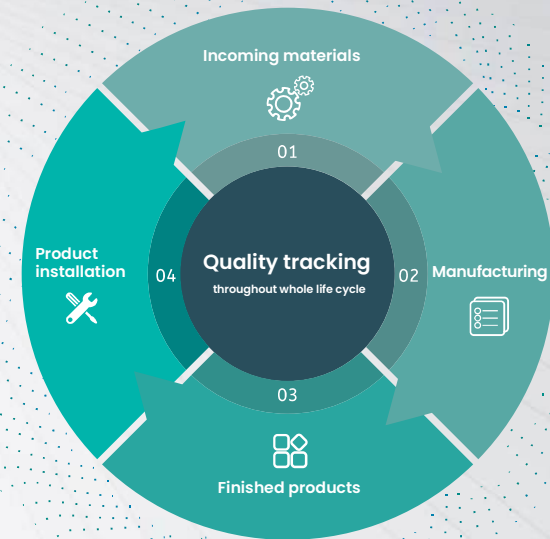 Incoming materials
01
Quality tracking
throughout whole life cycle
02
Manufacturing
03
Finished products
04
Product
installation